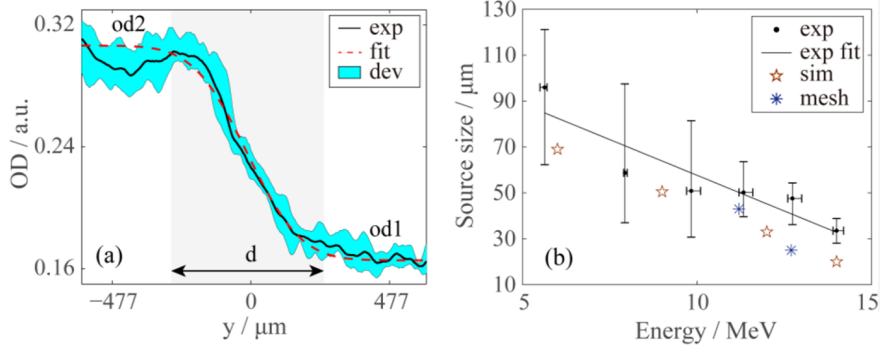 0.32
0.24
0.16
OD / a.u.
od2
exp
fit
dev
od1
(a)
d
−477
0
477
y / μm
130
110
90
70
50
30
10
Source size / μm
exp
exp fit
sim
mesh
(b)
5
10
15
Energy / MeV